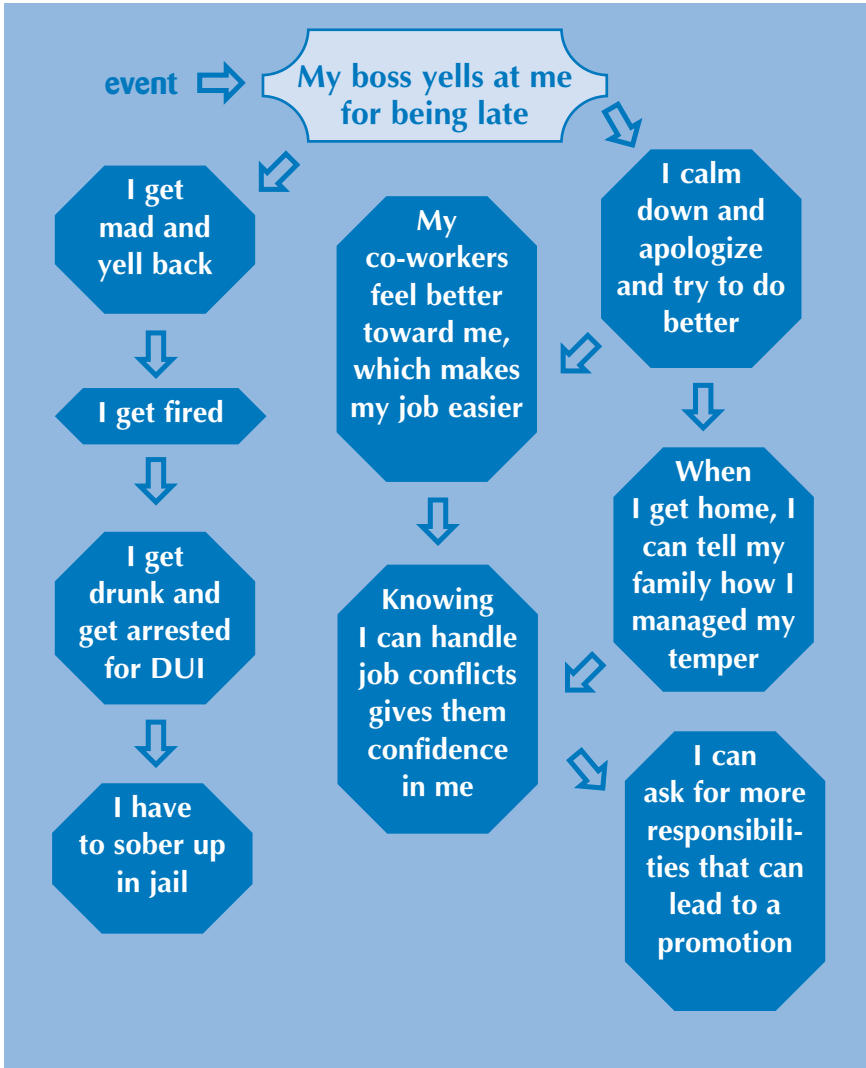 event
My boss yells at me
for being late
I get
mad and
yell back
I get fired
I get
drunk and
get arrested
for DUI
I have
to sober up
in jail
I calm
down and
apologize
and try to do
better
My
co-workers
feel better
toward me,
which makes
my job easier
When
I get home, I
can tell my
family how I
managed my
temper
Knowing
I can handle
job conflicts
gives them
confidence
in me
I can
ask for more
responsibili-
ties that can
lead to a
promotion